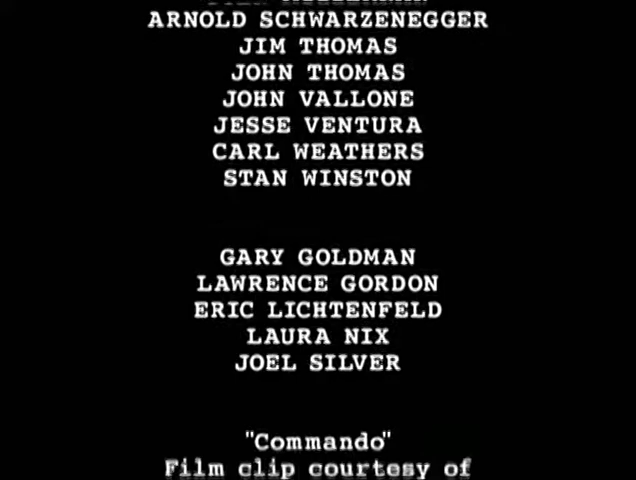 ARNOLD SCHWARZENEGGER
JIM THOMAS
JOHN THOMAS
JOHN VALLONE
JESSE VENTURA
CARL WEATHERS
STAN WINSTON
GARY GOLDMAN
LAWRENCE GORDON
ERIC LICHTENFELD
LAURA NIX
JOEL SILVER
"Commando"
Film clip courtesy of